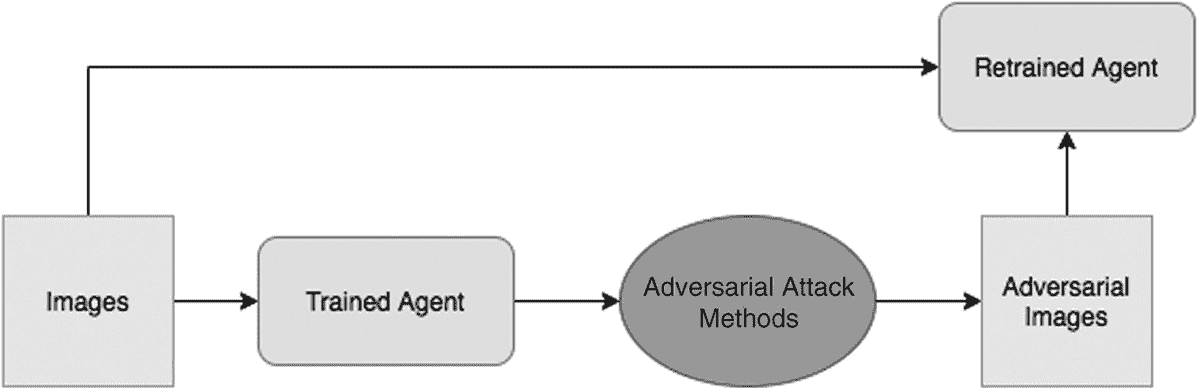 Retrained Agent
Images
Trained Agent
Adversarial Attack
Methods
Adversarial
Images